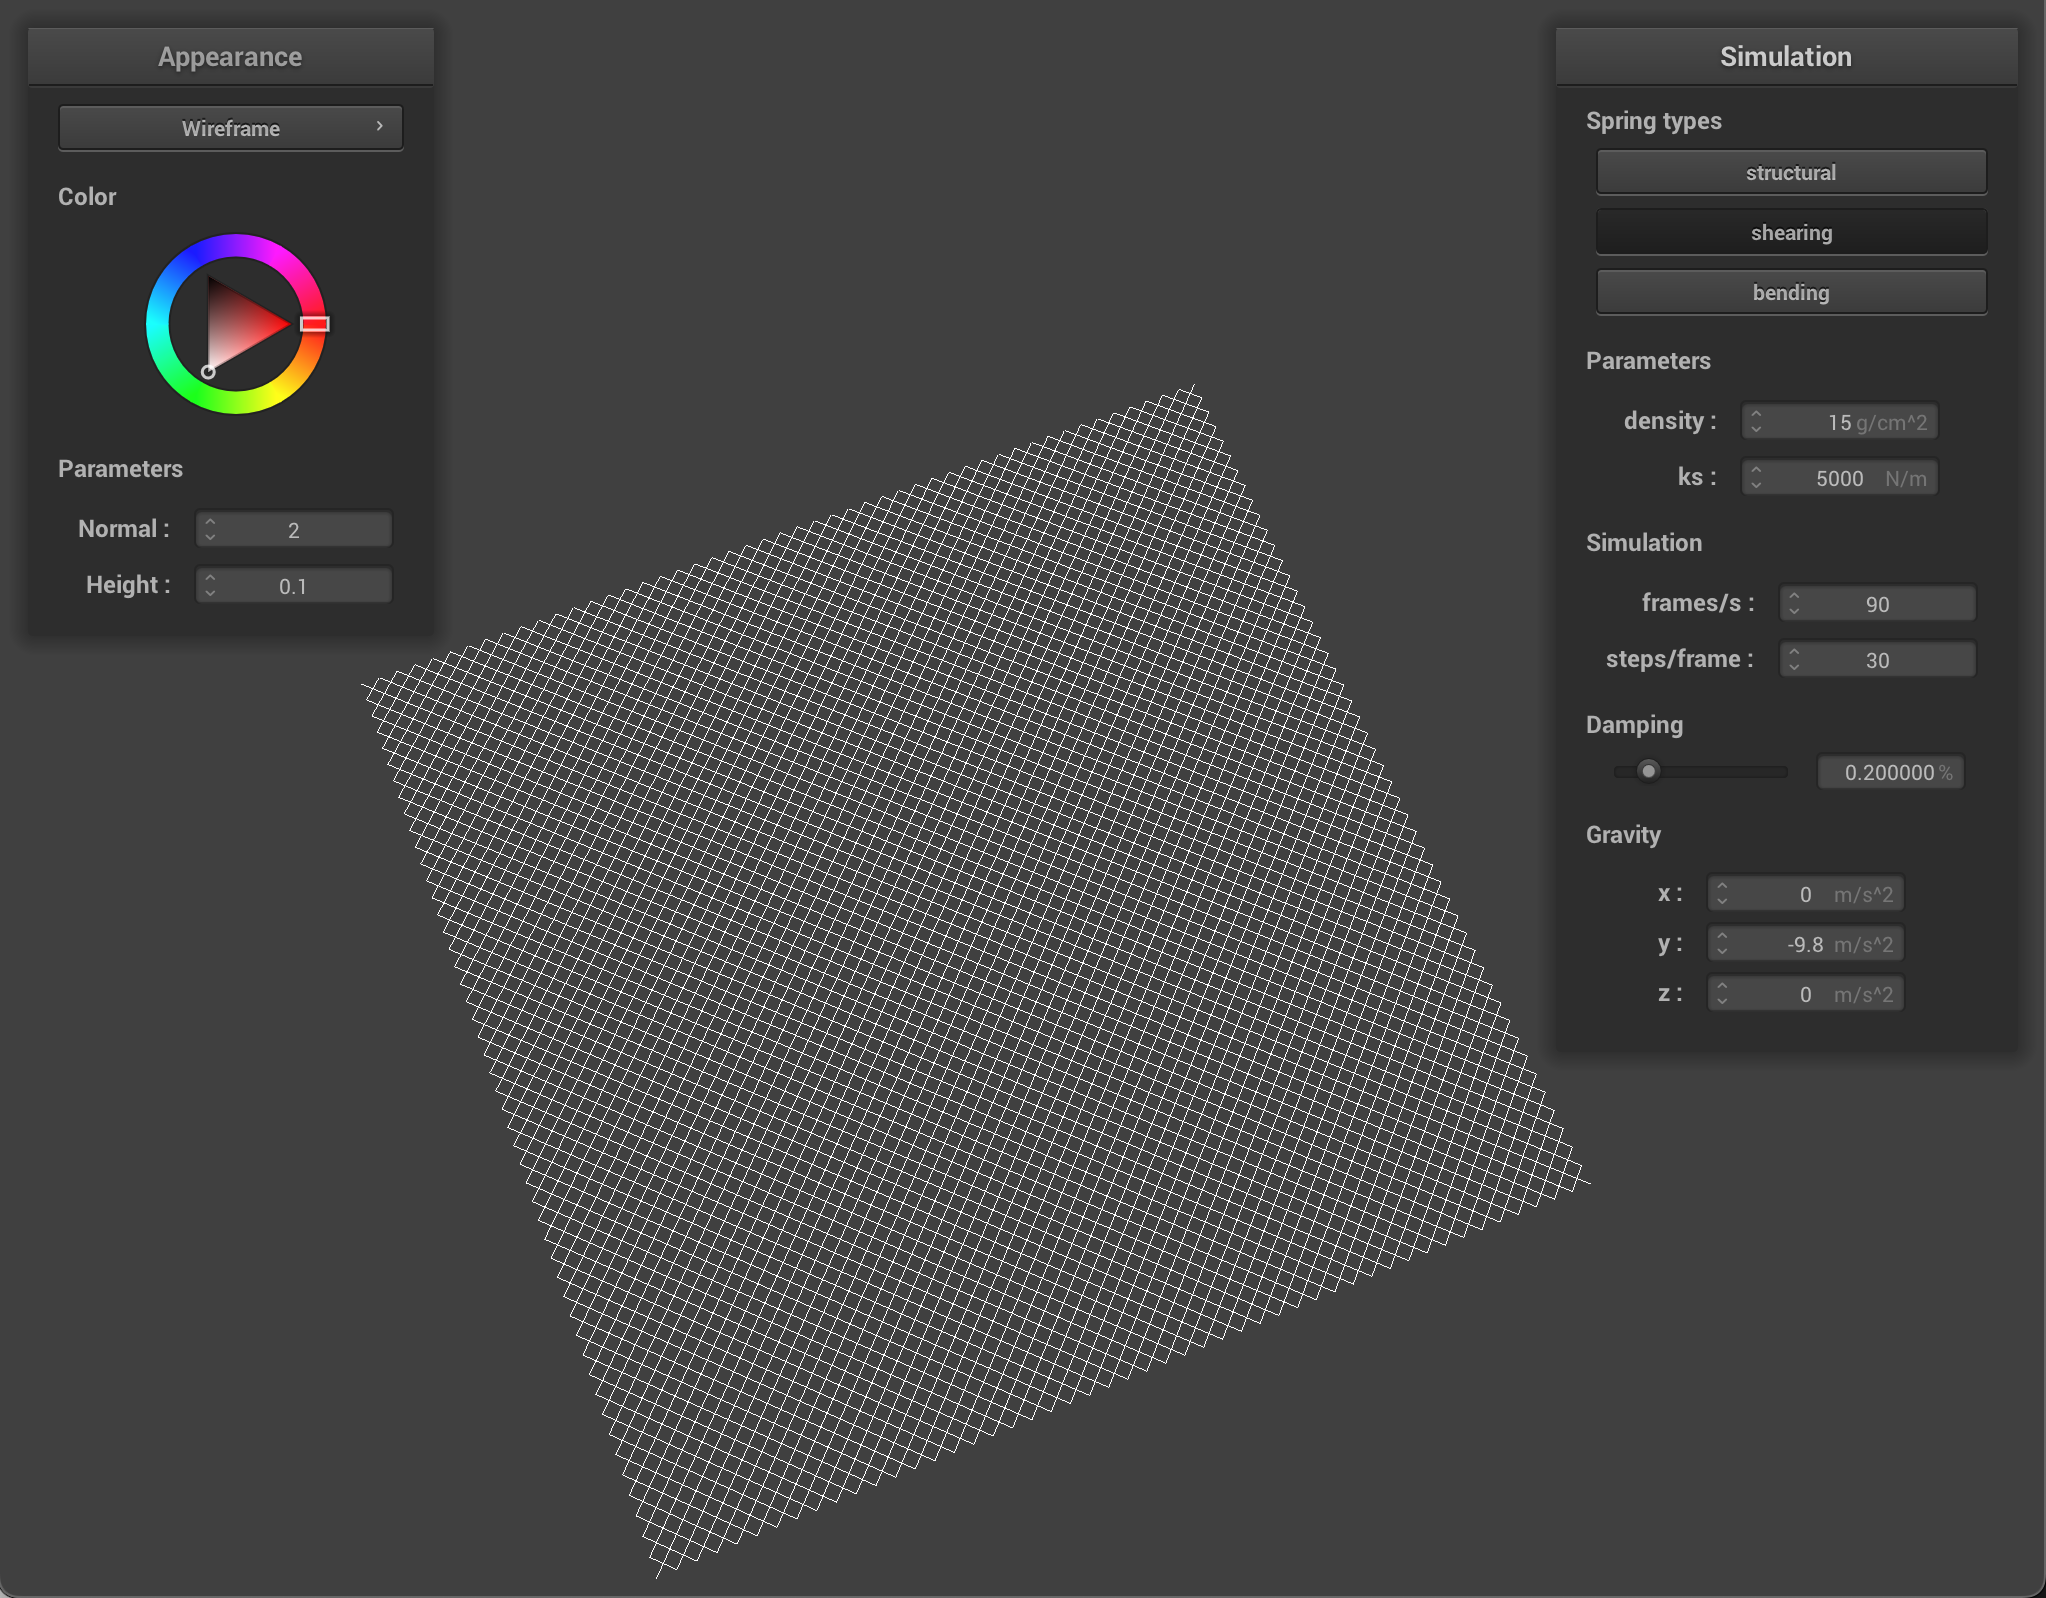 Appearance
Wireframe
Color
Parameters
Normal : 2
Height : 0.1
Simulation
Spring types
structural
shearing
bending
Parameters
density : 15 g/cm^2
ks : 5000 N/m
Simulation
frames/s : 90
steps/frame : 30
Damping
0.200000 %
Gravity
x : 0 m/s^2
y : -9.8 m/s^2
z : 0 m/s^2